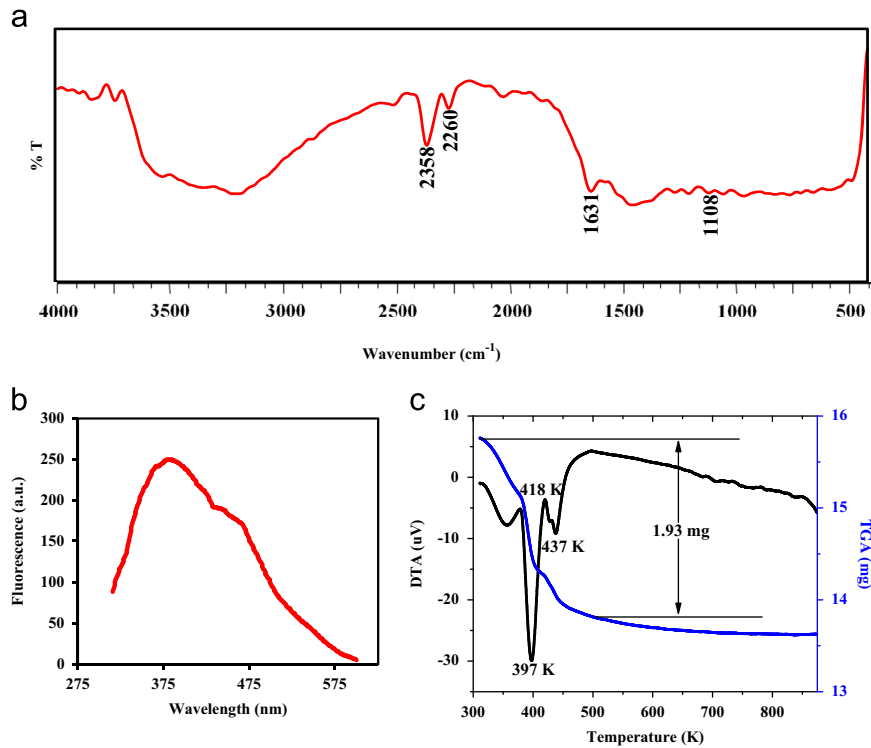 a
% T
2358
2260
1631
1108
4000 3500 3000 2500 2000 1500 1000 500
Wavenumber (cm⁻¹)
b
300
250
200
150
100
50
0
Fluorescence (a.u.)
275 375 475 575
Wavelength (nm)
c
10
0
-10
-20
-30
DTA (uV)
418 K
437 K
397 K
1.93 mg
16
15
14
13
TGA (mg)
300 400 500 600 700 800
Temperature (K)